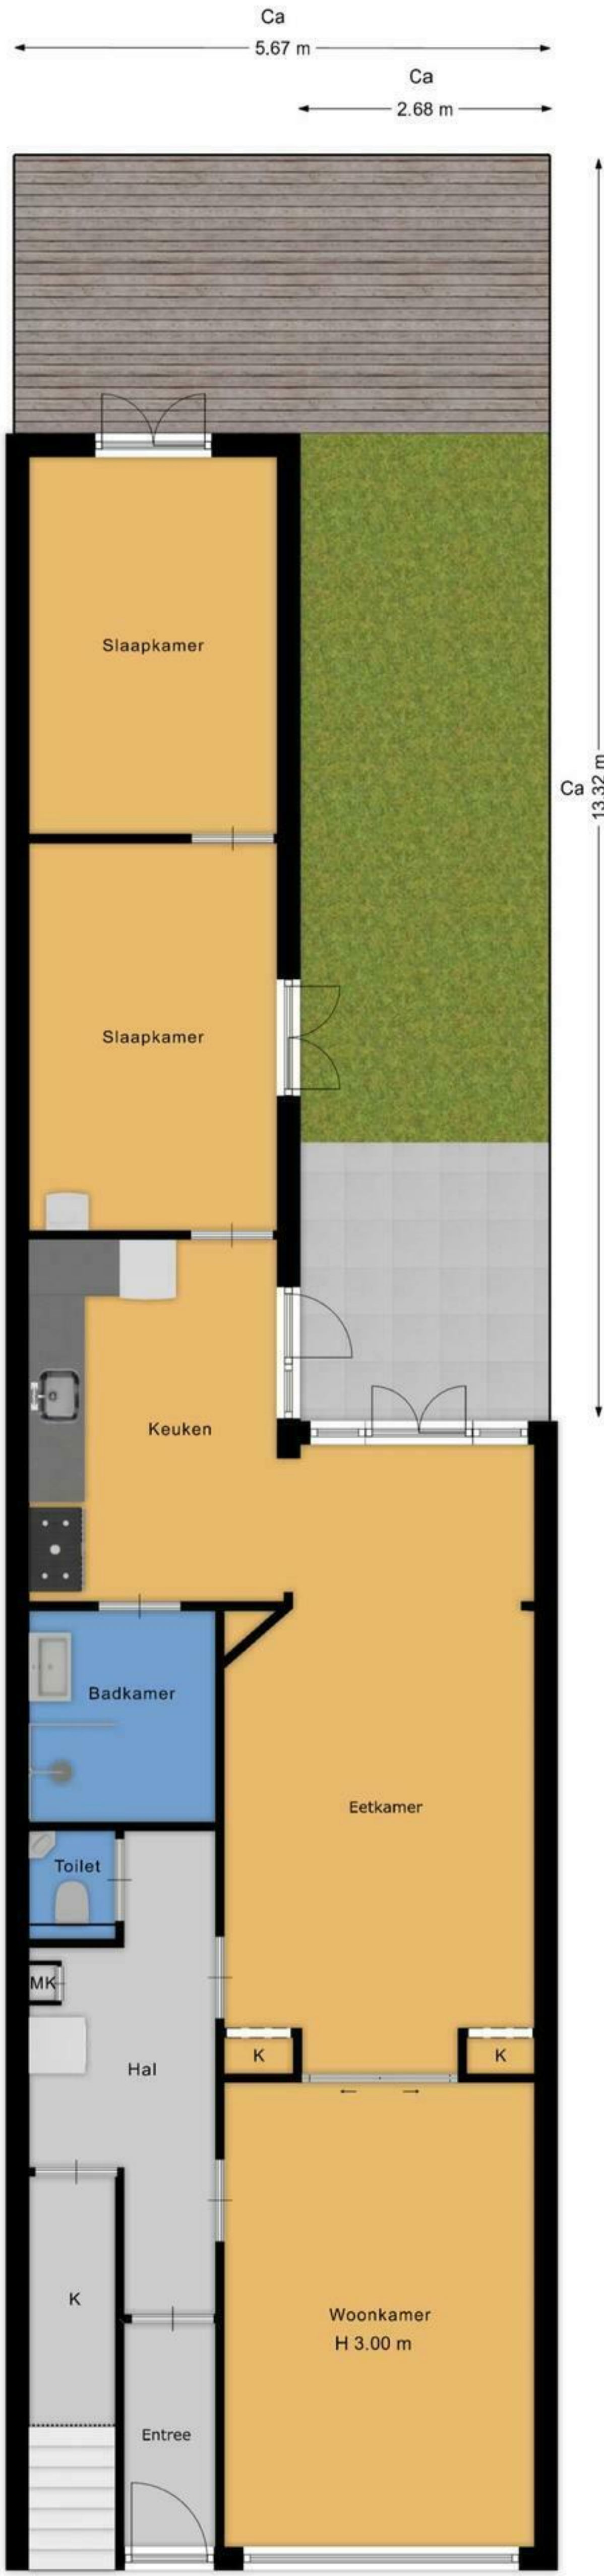 Ca
5.67 m
Ca
2.68 m
Slaapkamer
Ca
13.32 m
Slaapkamer
Keuken
Badkamer
Eetkamer
Toilet
MK
K
K
Hal
K
Woonkamer
H 3.00 m
Entree